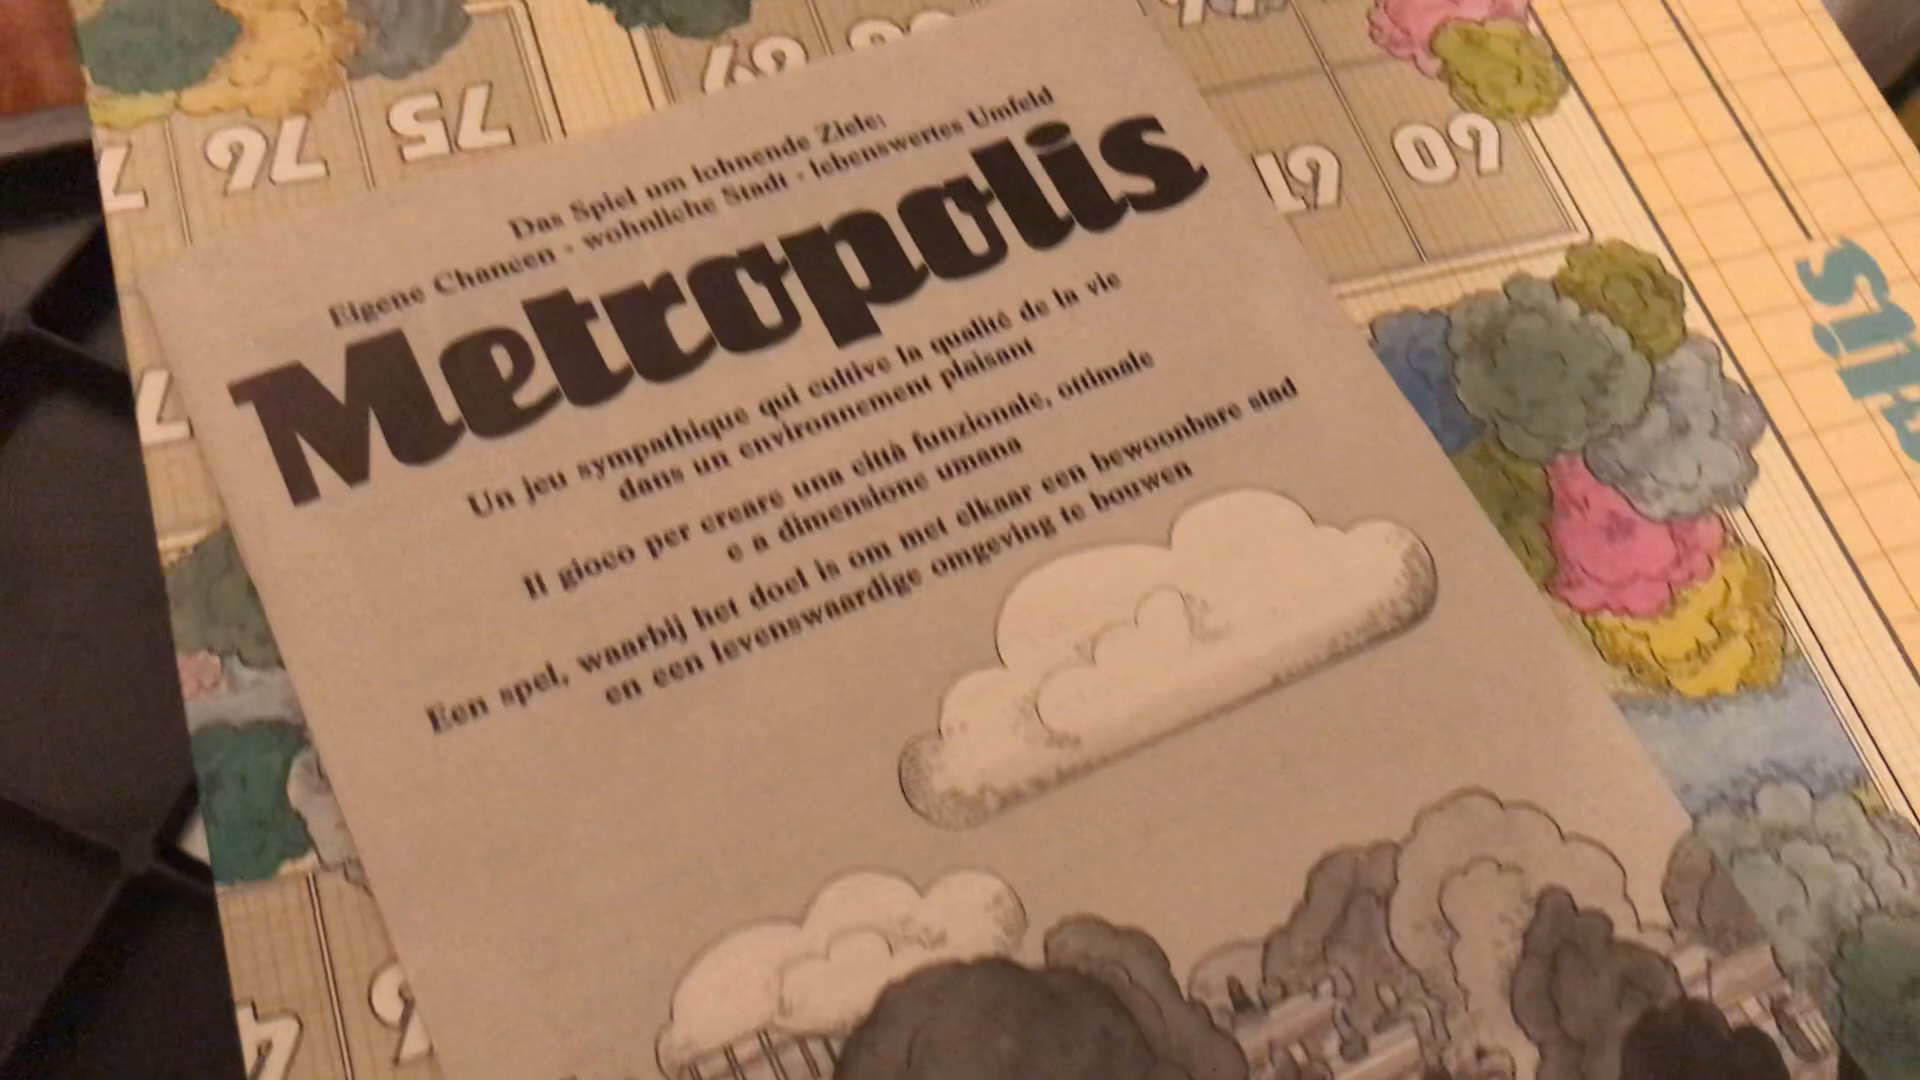 Das Spiel um lohnende Ziele:
Eigene Chancen - wohnliche Stadt - lebenswertes Umfeld
Metropolis
Un jeu sympathique qui cultive la qualité de la vie
dans un environnement plaisant
Il gioco per creare una città funzionale, ottimale
e a dimensione umana
Een spel, waarbij het doel is om met elkaar een bewoonbare stad
en een levenswaardige omgeving te bouwen
76
75
67
61
60